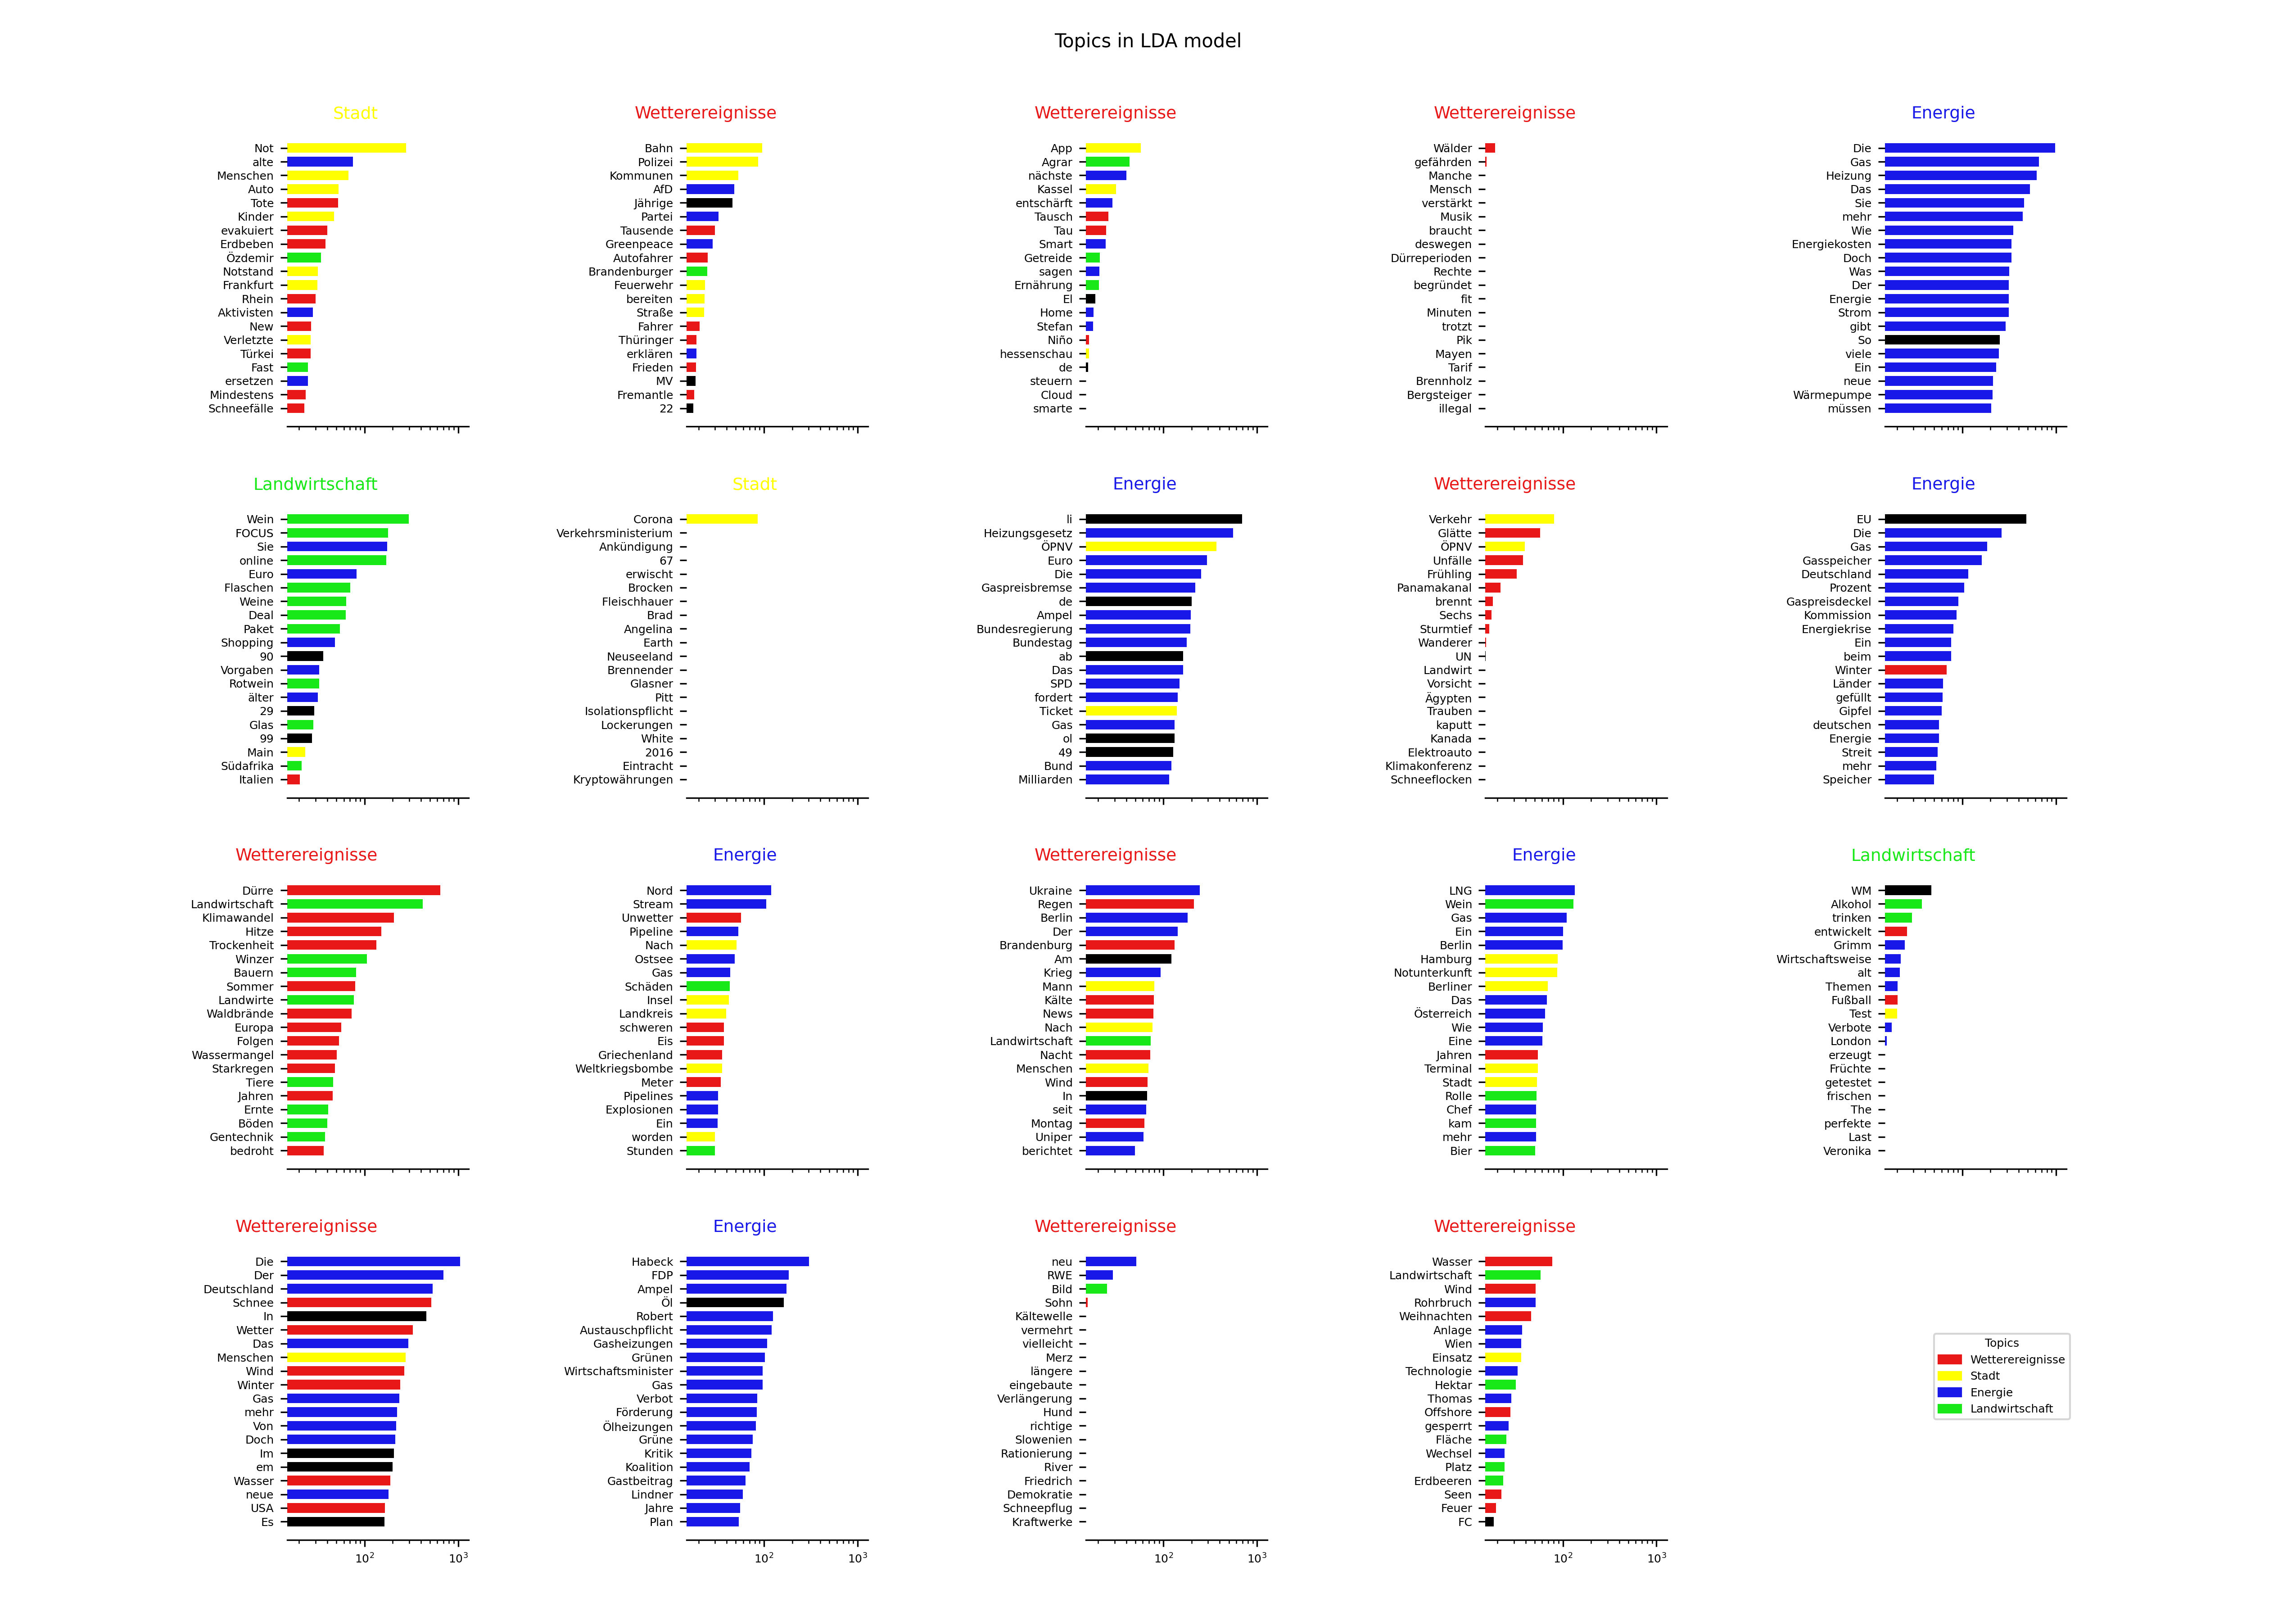 Topics in LDA model
Stadt
Not
alte
Menschen
Auto
Tote
Kinder
evakuiert
Erdbeben
Özdemir
Notstand
Frankfurt
Rhein
Aktivisten
New
Verletzte
Türkei
Fast
ersetzen
Mindestens
Schneefälle
Wetterereignisse
Bahn
Polizei
Kommunen
AfD
Jährige
Partei
Tausende
Greenpeace
Autofahrer
Brandenburger
Feuerwehr
bereiten
Straße
Fahrer
Thüringer
erklären
Frieden
MV
Fremantle
22
Wetterereignisse
App
Agrar
nächste
Kassel
entschärft
Tausch
Tau
Smart
Getreide
sagen
Ernährung
El
Home
Stefan
Niño
hessenschau
de
steuern
Cloud
smarte
Wetterereignisse
Wälder
gefährden
Manche
Mensch
verstärkt
Musik
braucht
deswegen
Dürreperioden
Rechte
begründet
fit
Minuten
trotzt
Pik
Mayen
Tarif
Brennholz
Bergsteiger
illegal
Energie
Die
Gas
Heizung
Das
Sie
mehr
Wie
Energiekosten
Doch
Was
Der
Energie
Strom
gibt
So
viele
Ein
neue
Wärmepumpe
müssen
Landwirtschaft
Wein
FOCUS
Sie
online
Euro
Flaschen
Weine
Deal
Paket
Shopping
90
Vorgaben
Rotwein
älter
29
Glas
99
Main
Südafrika
Italien
Stadt
Corona
Verkehrsministerium
Ankündigung
67
erwischt
Brocken
Fleischhauer
Brad
Angelina
Earth
Neuseeland
Brennender
Glasner
Pitt
Isolationspflicht
Lockerungen
White
2016
Eintracht
Kryptowährungen
Energie
li
Heizungsgesetz
ÖPNV
Euro
Die
Gaspreisbremse
de
Ampel
Bundesregierung
Bundestag
ab
Das
SPD
fordert
Ticket
Gas
ol
49
Bund
Milliarden
Wetterereignisse
Verkehr
Glätte
ÖPNV
Unfälle
Frühling
Panamakanal
brennt
Sechs
Sturmtief
Wanderer
UN
Landwirt
Vorsicht
Ägypten
Trauben
kaputt
Kanada
Elektroauto
Klimakonferenz
Schneeflocken
Energie
EU
Die
Gas
Gasspeicher
Deutschland
Prozent
Gaspreisdeckel
Kommission
Energiekrise
Ein
beim
Winter
Länder
gefüllt
Gipfel
deutschen
Energie
Streit
mehr
Speicher
Wetterereignisse
Dürre
Landwirtschaft
Klimawandel
Hitze
Trockenheit
Winzer
Bauern
Sommer
Landwirte
Waldbrände
Europa
Folgen
Wassermangel
Starkregen
Tiere
Jahren
Ernte
Böden
Gentechnik
bedroht
Energie
Nord
Stream
Unwetter
Pipeline
Nach
Ostsee
Gas
Schäden
Insel
Landkreis
schweren
Eis
Griechenland
Weltkriegsbombe
Meter
Pipelines
Explosionen
Ein
worden
Stunden
Wetterereignisse
Ukraine
Regen
Berlin
Der
Brandenburg
Am
Krieg
Mann
Kälte
News
Nach
Landwirtschaft
Nacht
Menschen
Wind
In
seit
Montag
Uniper
berichtet
Energie
LNG
Wein
Gas
Ein
Berlin
Hamburg
Notunterkunft
Berliner
Das
Österreich
Wie
Eine
Jahren
Terminal
Stadt
Rolle
Chef
kam
mehr
Bier
Landwirtschaft
WM
Alkohol
trinken
entwickelt
Grimm
Wirtschaftsweise
alt
Themen
Fußball
Test
Verbote
London
erzeugt
Früchte
getestet
frischen
The
perfekte
Last
Veronika
Wetterereignisse
Die
Der
Deutschland
Schnee
In
Wetter
Das
Menschen
Wind
Winter
Gas
mehr
Von
Doch
Im
em
Wasser
neue
USA
Es
10² 10³
Energie
Habeck
FDP
Ampel
Öl
Robert
Austauschpflicht
Gasheizungen
Grünen
Wirtschaftsminister
Gas
Verbot
Förderung
Ölheizungen
Grüne
Kritik
Koalition
Gastbeitrag
Lindner
Jahre
Plan
10² 10³
Wetterereignisse
neu
RWE
Bild
Sohn
Kältewelle
vermehrt
vielleicht
Merz
längere
eingebaute
Verlängerung
Hund
richtige
Slowenien
Rationierung
River
Friedrich
Demokratie
Schneepflug
Kraftwerke
10² 10³
Wetterereignisse
Wasser
Landwirtschaft
Wind
Rohrbruch
Weihnachten
Anlage
Wien
Einsatz
Technologie
Hektar
Thomas
Offshore
gesperrt
Fläche
Wechsel
Platz
Erdbeeren
Seen
Feuer
FC
10² 10³
Topics
Wetterereignisse
Stadt
Energie
Landwirtschaft